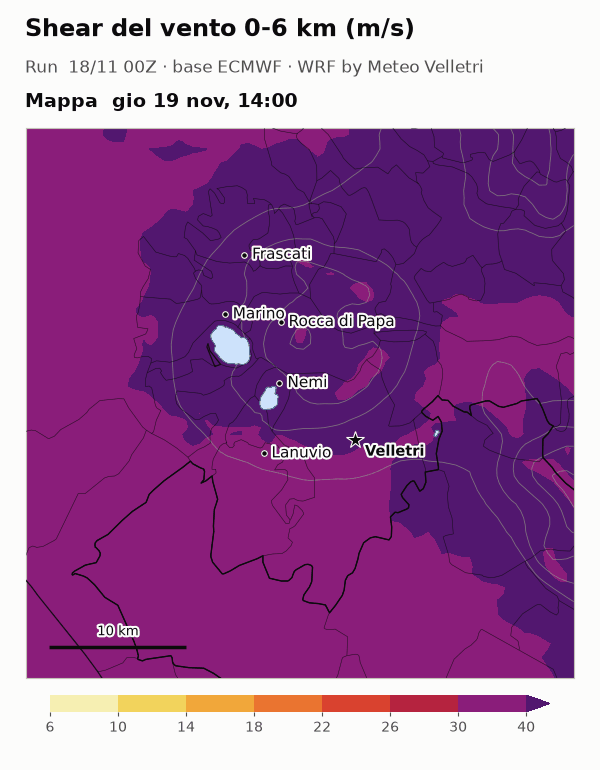 Shear del vento 0-6 km (m/s)
Run  18/11 00Z · base ECMWF · WRF by Meteo Velletri
Mappa  gio 19 nov, 14:00
Frascati
Marino
Rocca di Papa
Nemi
Velletri
Lanuvio
10 km
6 10 14 18 22 26 30 40